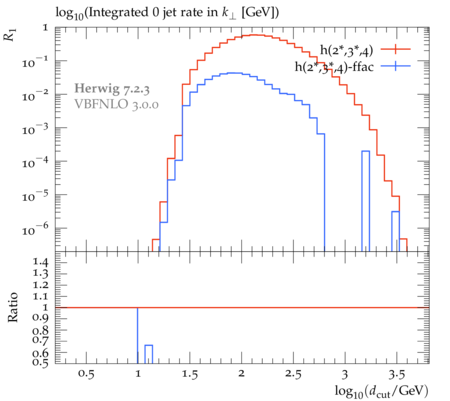 log₁₀(Integrated 0 jet rate in k⊥ [GeV])
R₁
1
10⁻¹
10⁻²
10⁻³
10⁻⁴
10⁻⁵
10⁻⁶
h(2*,3*,4)
h(2*,3*,4)-ffac
Herwig 7.2.3
VBFNLO 3.0.0
Ratio
1.4
1.3
1.2
1.1
1
0.9
0.8
0.7
0.6
0.5
0.5 1 1.5 2 2.5 3 3.5
log₁₀(d_cut/GeV)